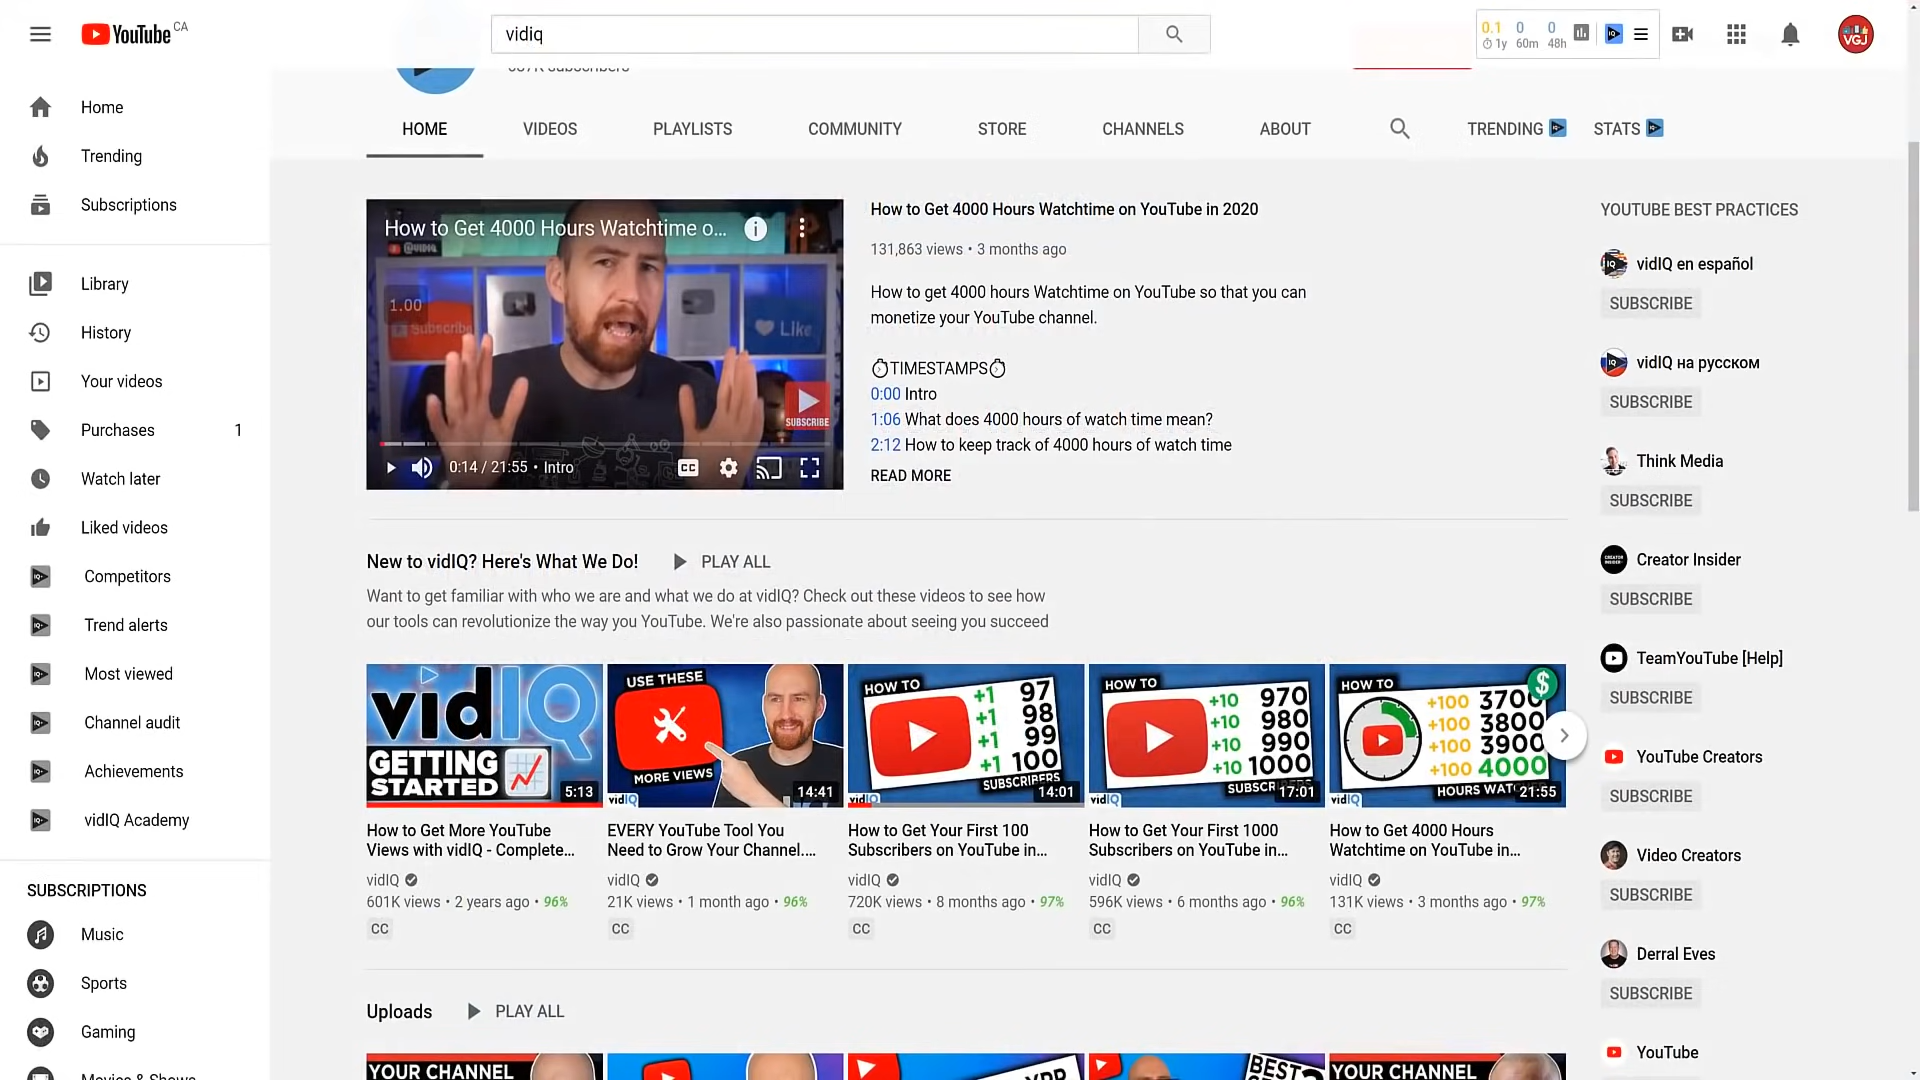 YouTube CA
vidiq
0.1 0 0
1y 60m 48h
VGJ
Home
Trending
Subscriptions
Library
History
Your videos
Purchases 1
Watch later
Liked videos
Competitors
Trend alerts
Most viewed
Channel audit
Achievements
vidIQ Academy
SUBSCRIPTIONS
Music
Sports
Gaming
Movies & Shows
HOME VIDEOS PLAYLISTS COMMUNITY STORE CHANNELS ABOUT TRENDING STATS
How to Get 4000 Hours Watchtime o...
@VIDIQ
1.00
Subscribe
Like
SUBSCRIBE
0:14 / 21:55 • Intro
CC
How to Get 4000 Hours Watchtime on YouTube in 2020
131,863 views • 3 months ago
How to get 4000 hours Watchtime on YouTube so that you can
monetize your YouTube channel.
⏱TIMESTAMPS⏱
0:00 Intro
1:06 What does 4000 hours of watch time mean?
2:12 How to keep track of 4000 hours of watch time
READ MORE
New to vidIQ? Here's What We Do! PLAY ALL
Want to get familiar with who we are and what we do at vidIQ? Check out these videos to see how
our tools can revolutionize the way you YouTube. We're also passionate about seeing you succeed
vidIQ
GETTING
STARTED
5:13
How to Get More YouTube
Views with vidIQ - Complete...
vidIQ
601K views • 2 years ago • 96%
CC
USE THESE
MORE VIEWS
vidIQ
14:41
EVERY YouTube Tool You
Need to Grow Your Channel....
vidIQ
21K views • 1 month ago • 96%
CC
HOW TO
+1 97
+1 98
+1 99
+1 100
SUBSCRIBERS
vidIQ
14:01
How to Get Your First 100
Subscribers on YouTube in...
vidIQ
720K views • 8 months ago • 97%
CC
HOW TO
+10 970
+10 980
+10 990
+10 1000
vidIQ
17:01
How to Get Your First 1000
Subscribers on YouTube in...
vidIQ
596K views • 6 months ago • 96%
CC
HOW TO
$
+100 3700
+100 3800
+100 3900
+100 4000
HOURS
vidIQ
21:55
How to Get 4000 Hours
Watchtime on YouTube in...
vidIQ
131K views • 3 months ago • 97%
CC
Uploads PLAY ALL
YOUR CHANNEL
BEST
YOUR CHANNEL
YOUTUBE BEST PRACTICES
vidIQ en español
SUBSCRIBE
vidIQ на русском
SUBSCRIBE
Think Media
SUBSCRIBE
Creator Insider
SUBSCRIBE
TeamYouTube [Help]
SUBSCRIBE
YouTube Creators
SUBSCRIBE
Video Creators
SUBSCRIBE
Derral Eves
SUBSCRIBE
YouTube